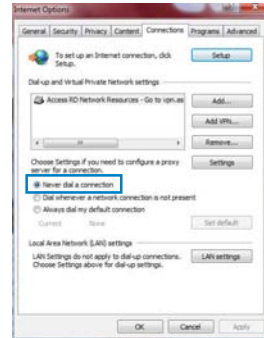 Internet Options
General Security Privacy Content Connections Programs Advanced
To set up an Internet connection, click
Setup.
Setup
Dial-up and Virtual Private Network settings
Access RD Network Resources - Go to vpn.as
Add...
Add VPN...
Remove...
Choose Settings if you need to configure a proxy
server for a connection.
Settings
Never dial a connection
Dial whenever a network connection is not present
Always dial my default connection
Current
None
Set default
Local Area Network (LAN) settings
LAN Settings do not apply to dial-up connections.
Choose Settings above for dial-up settings.
LAN settings
OK Cancel Apply